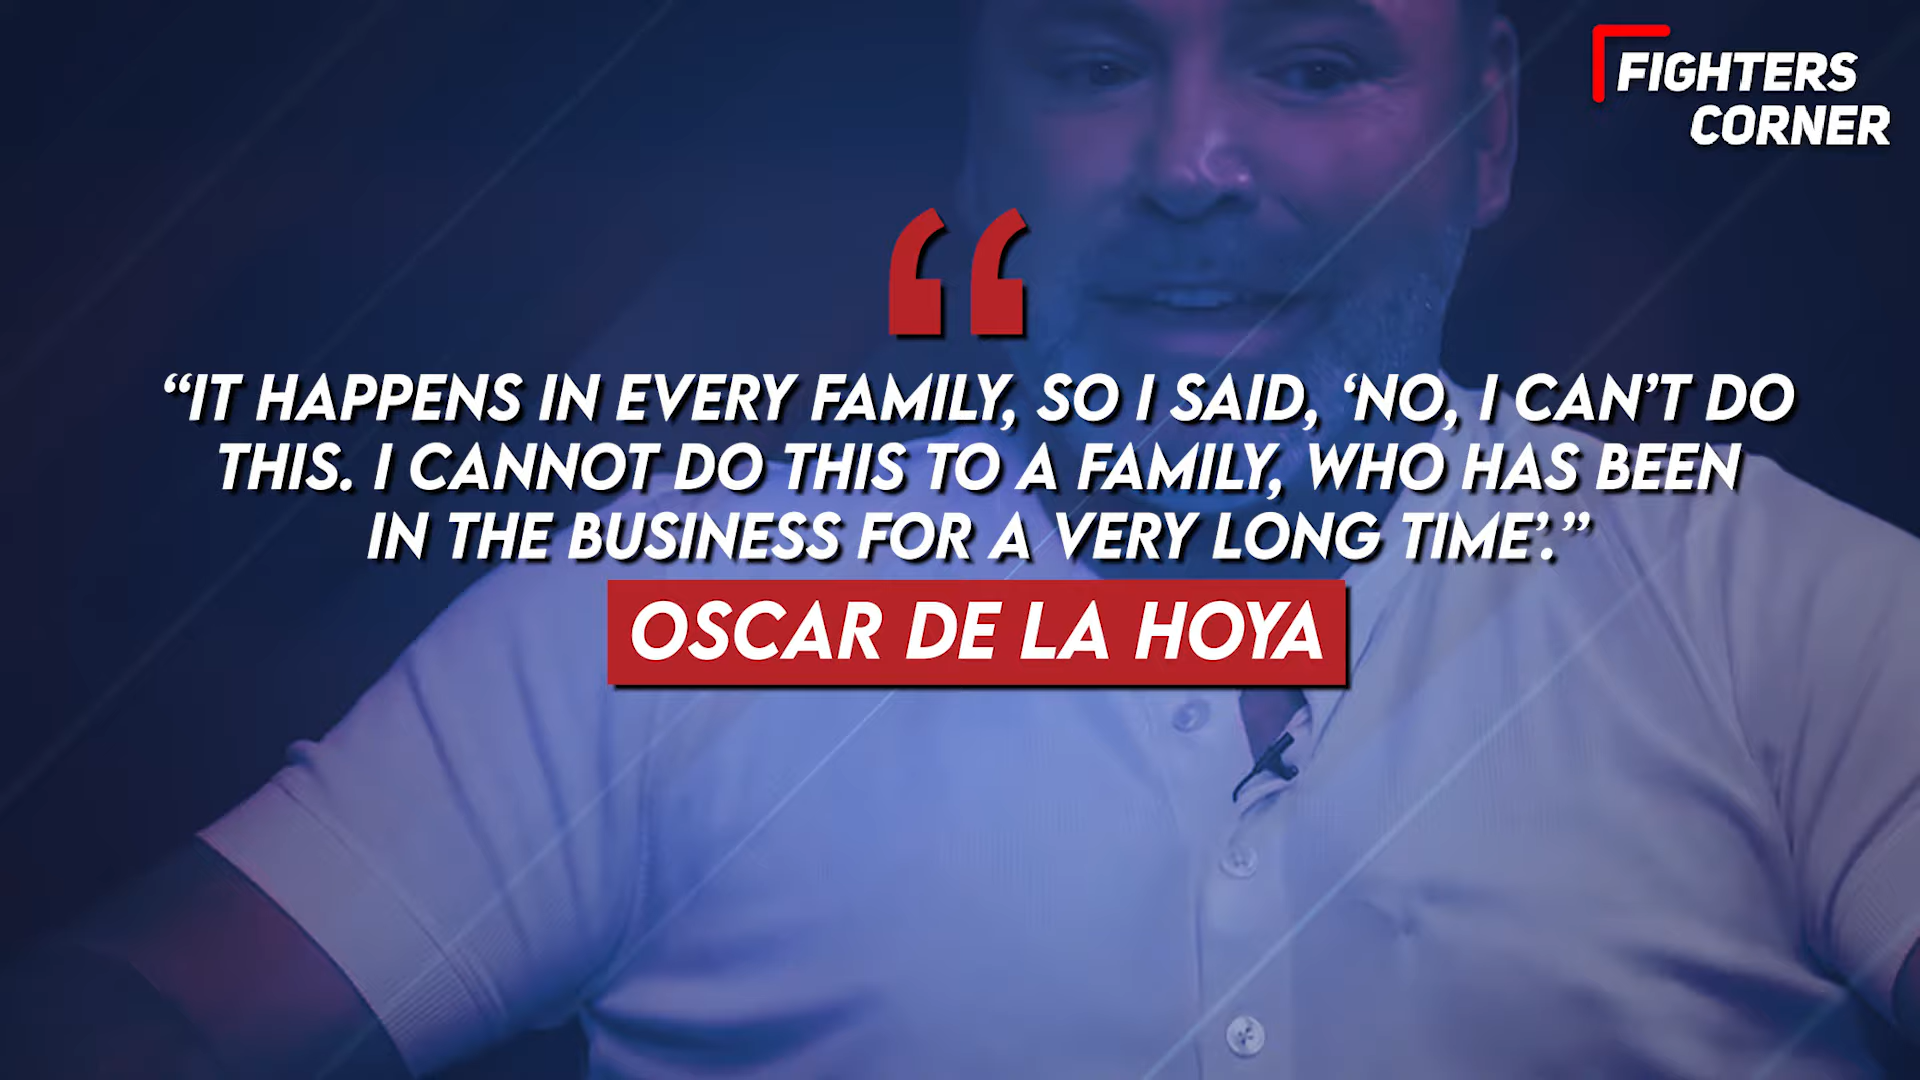 FIGHTERS
CORNER
“IT HAPPENS IN EVERY FAMILY, SO I SAID, ‘NO, I CAN’T DO
THIS. I CANNOT DO THIS TO A FAMILY, WHO HAS BEEN
IN THE BUSINESS FOR A VERY LONG TIME’.”
OSCAR DE LA HOYA